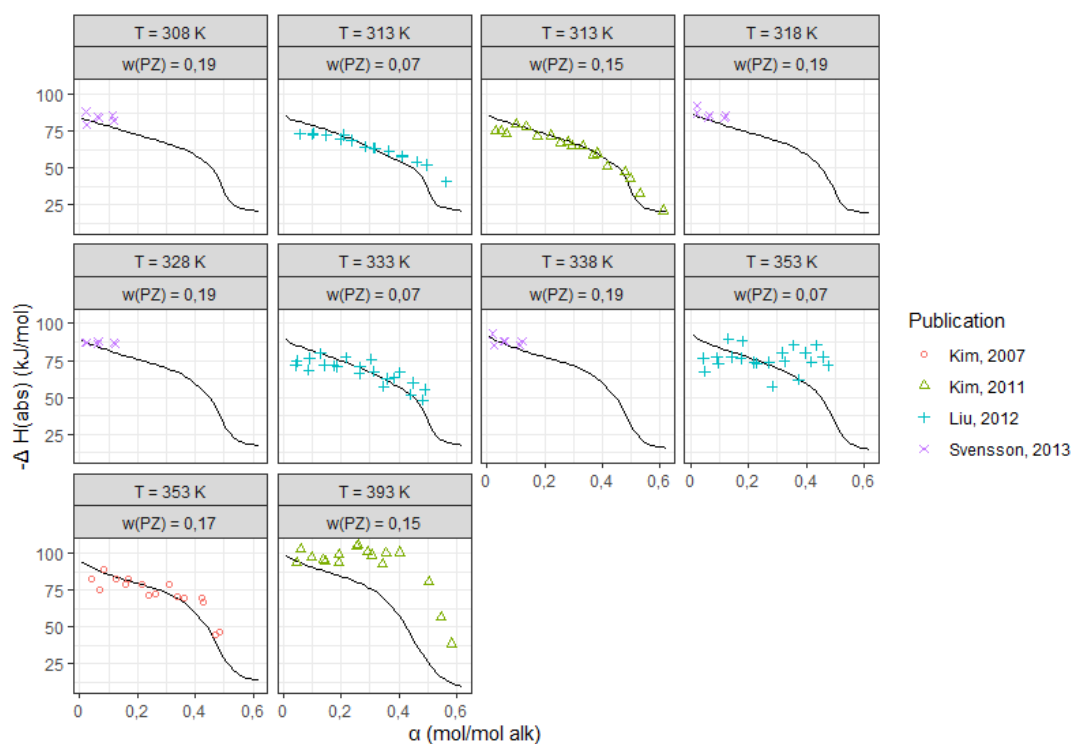 T = 308 K
T = 313 K
T = 313 K
T = 318 K
w(PZ) = 0,19
w(PZ) = 0,07
w(PZ) = 0,15
w(PZ) = 0,19
100
75
50
25
T = 328 K
T = 333 K
T = 338 K
T = 353 K
w(PZ) = 0,19
w(PZ) = 0,07
w(PZ) = 0,19
w(PZ) = 0,07
100
75
50
25
0 0,2 0,4 0,6
0 0,2 0,4 0,6
T = 353 K
T = 393 K
w(PZ) = 0,17
w(PZ) = 0,15
100
75
50
25
0 0,2 0,4 0,6
0 0,2 0,4 0,6
-Δ H(abs) (kJ/mol)
α (mol/mol alk)
Publication
Kim, 2007
Kim, 2011
Liu, 2012
Svensson, 2013